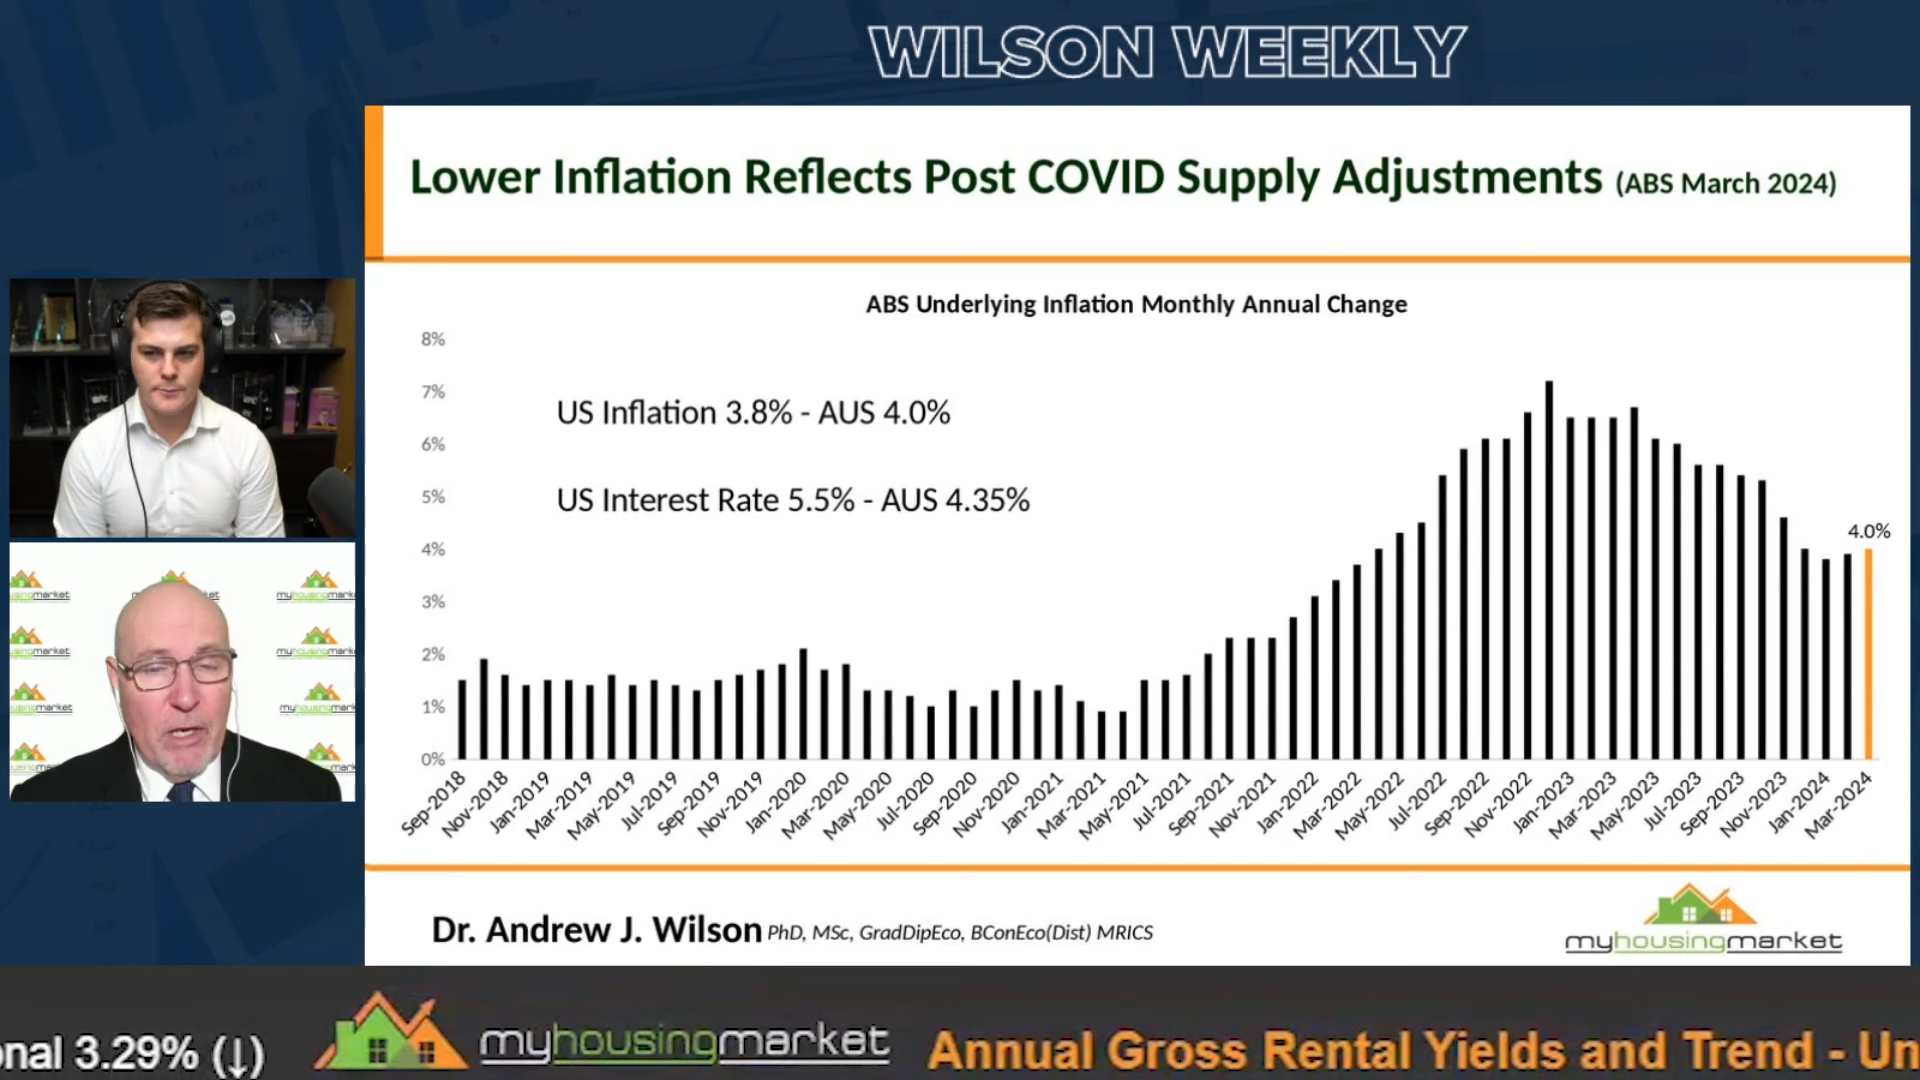 WILSON WEEKLY
Lower Inflation Reflects Post COVID Supply Adjustments (ABS March 2024)
ABS Underlying Inflation Monthly Annual Change
8%
7%
6%
5%
4%
3%
2%
1%
0%
US Inflation 3.8% - AUS 4.0%
US Interest Rate 5.5% - AUS 4.35%
4.0%
Sep-2018
Nov-2018
Jan-2019
Mar-2019
May-2019
Jul-2019
Sep-2019
Nov-2019
Jan-2020
Mar-2020
May-2020
Jul-2020
Sep-2020
Nov-2020
Jan-2021
Mar-2021
May-2021
Jul-2021
Sep-2021
Nov-2021
Jan-2022
Mar-2022
May-2022
Jul-2022
Sep-2022
Nov-2022
Jan-2023
Mar-2023
May-2023
Jul-2023
Sep-2023
Nov-2023
Jan-2024
Mar-2024
Dr. Andrew J. Wilson PhD, MSc, GradDipEco, BConEco(Dist) MRICS
myhousingmarket
onal 3.29% (↓)
myhousingmarket
Annual Gross Rental Yields and Trend - Un